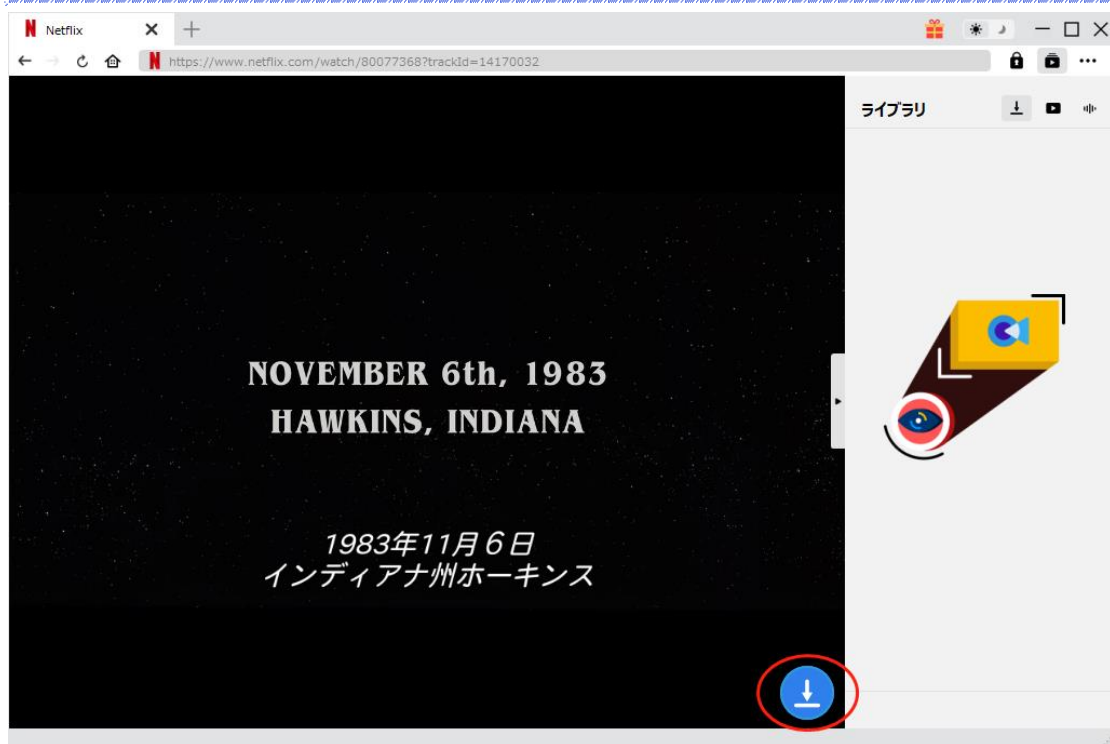 Netflix
https://www.netflix.com/watch/80077368?trackId=14170032
ライブラリ
NOVEMBER 6th, 1983
HAWKINS, INDIANA
1983年11月6日
インディアナ州ホーキンス